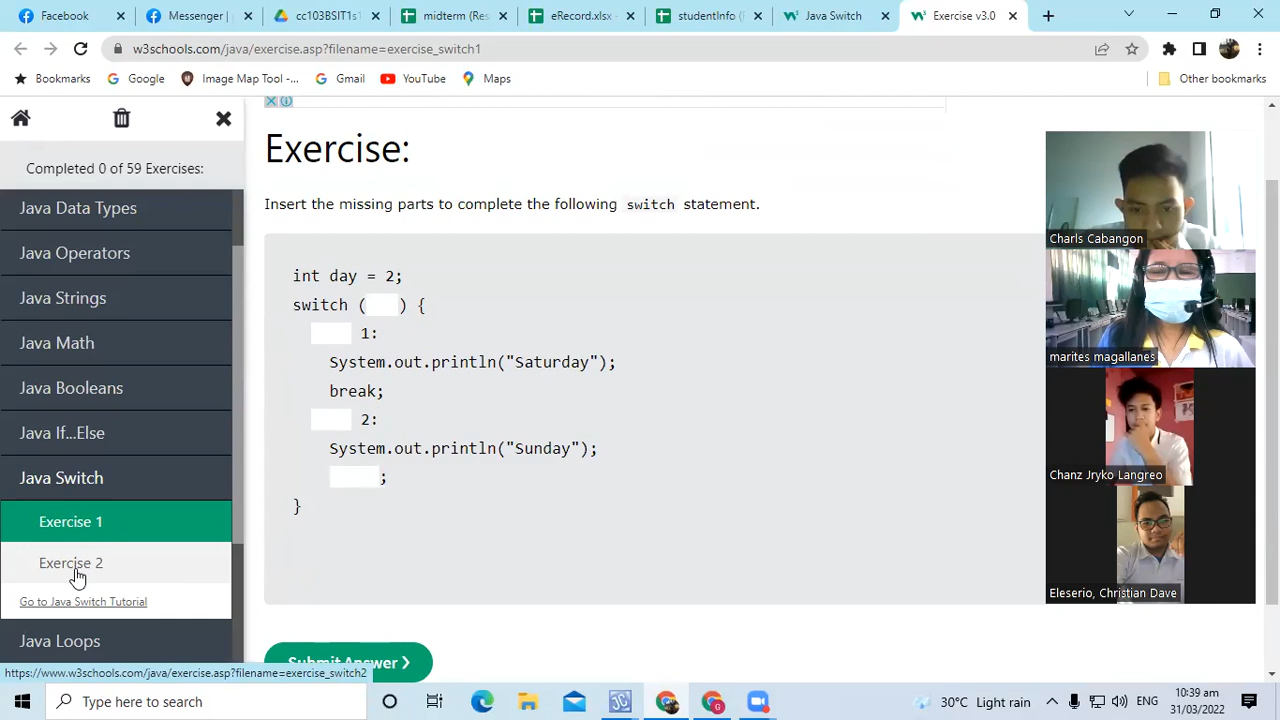 Facebook
Messenger |
cc103BSIT1s1
midterm (Res
eRecord.xlsx -
studentInfo (R
Java Switch
Exercise v3.0
w3schools.com/java/exercise.asp?filename=exercise_switch1
Bookmarks
Google
Image Map Tool -...
Gmail
YouTube
Maps
Other bookmarks
Completed 0 of 59 Exercises:
Java Data Types
Java Operators
Java Strings
Java Math
Java Booleans
Java If...Else
Java Switch
Exercise 1
Exercise 2
Go to Java Switch Tutorial
Java Loops
https://www.w3schools.com/java/exercise.asp?filename=exercise_switch2
Exercise:
Insert the missing parts to complete the following switch statement.
int day = 2;
switch (    ) {
1:
System.out.println("Saturday");
break;
2:
System.out.println("Sunday");
;
}
Submit Answer ❯
Charls Cabangon
marites magallanes
Chanz Jryko Langreo
Eleserio, Christian Dave
Type here to search
30°C Light rain
ENG
10:39 am
31/03/2022